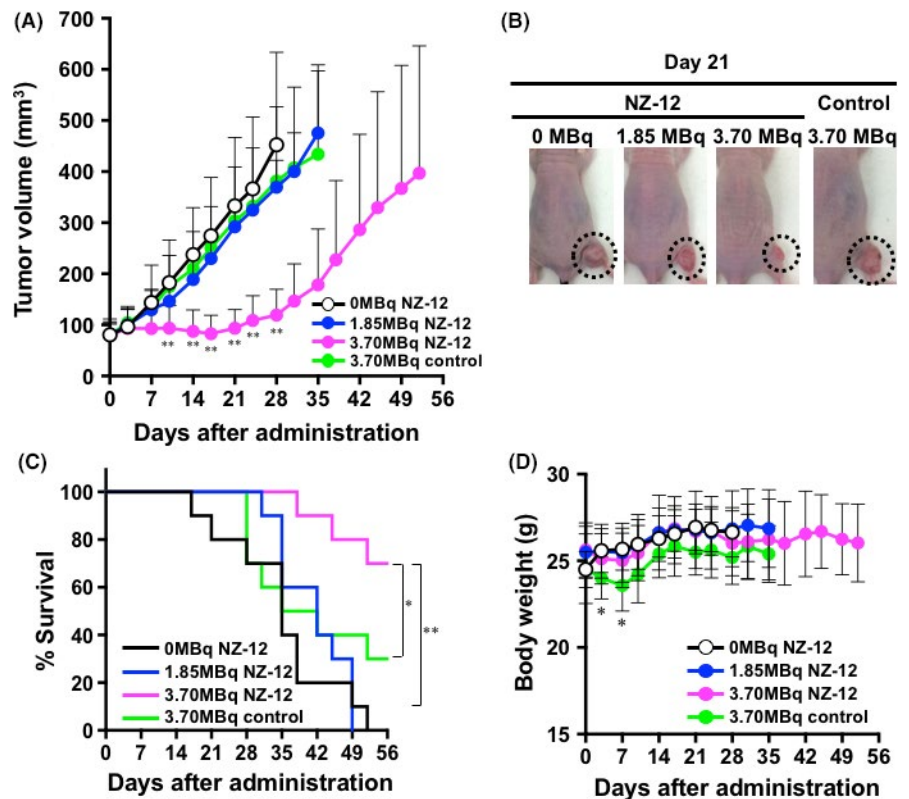 (A)
700
600
500
400
300
200
100
0
Tumor volume (mm³)
** ** ** ** ** **
0MBq NZ-12
1.85MBq NZ-12
3.70MBq NZ-12
3.70MBq control
0 7 14 21 28 35 42 49 56
Days after administration
(B)
Day 21
NZ-12 Control
0 MBq 1.85 MBq 3.70 MBq 3.70 MBq
(C)
100
80
60
40
20
0
% Survival
*
**
0MBq NZ-12
1.85MBq NZ-12
3.70MBq NZ-12
3.70MBq control
0 7 14 21 28 35 42 49 56
Days after administration
(D)
30
25
20
15
Body weight (g)
* *
0MBq NZ-12
1.85MBq NZ-12
3.70MBq NZ-12
3.70MBq control
0 7 14 21 28 35 42 49 56
Days after administration